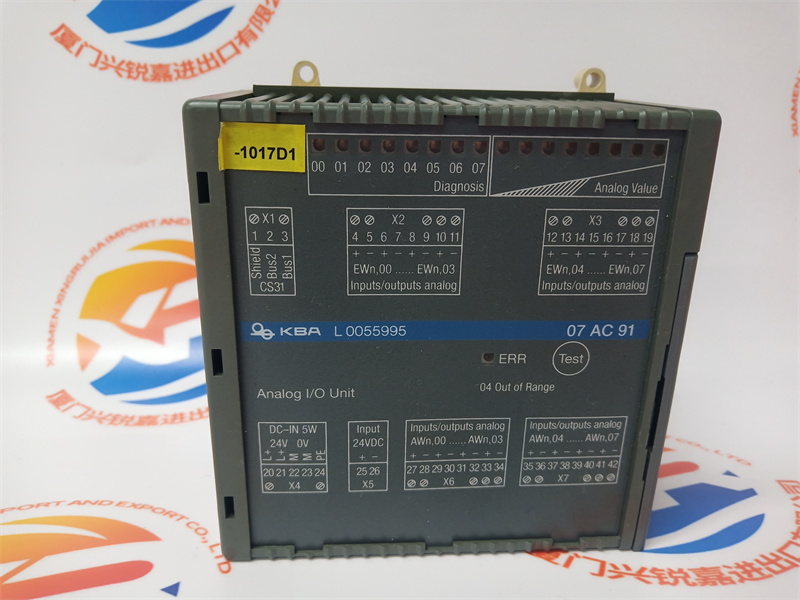 厦门兴锐嘉进出口有限公司
XIAMEN XINGRUIJIA IMPORT AND EXPORT CO., LTD
-1017D1
00 01 02 03 04 05 06 07
Diagnosis
Analog Value
X1
1 2 3
Shield
Bus2
Bus1
CS31
X2
4 5 6 7 8 9 10 11
+ − + − + − + −
EWn,00 ...... EWn,03
Inputs/outputs analog
X3
12 13 14 15 16 17 18 19
+ − + − + − + −
EWn,04 ...... EWn,07
Inputs/outputs analog
KBA L 0055995
07 AC 91
ERR
Test
04 Out of Range
Analog I/O Unit
DC-IN 5W
24V 0V
L+ L+ M M PE
20 21 22 23 24
X4
Input
24VDC
+ −
25 26
X5
Inputs/outputs analog
AWn,00 ...... AWn,03
+ − + − + − + −
27 28 29 30 31 32 33 34
X6
Inputs/outputs analog
AWn,04 ...... AWn,07
+ − + − + − + −
35 36 37 38 39 40 41 42
X7
AND EXPORT CO., LTD
厦门兴锐嘉进出口有限公司